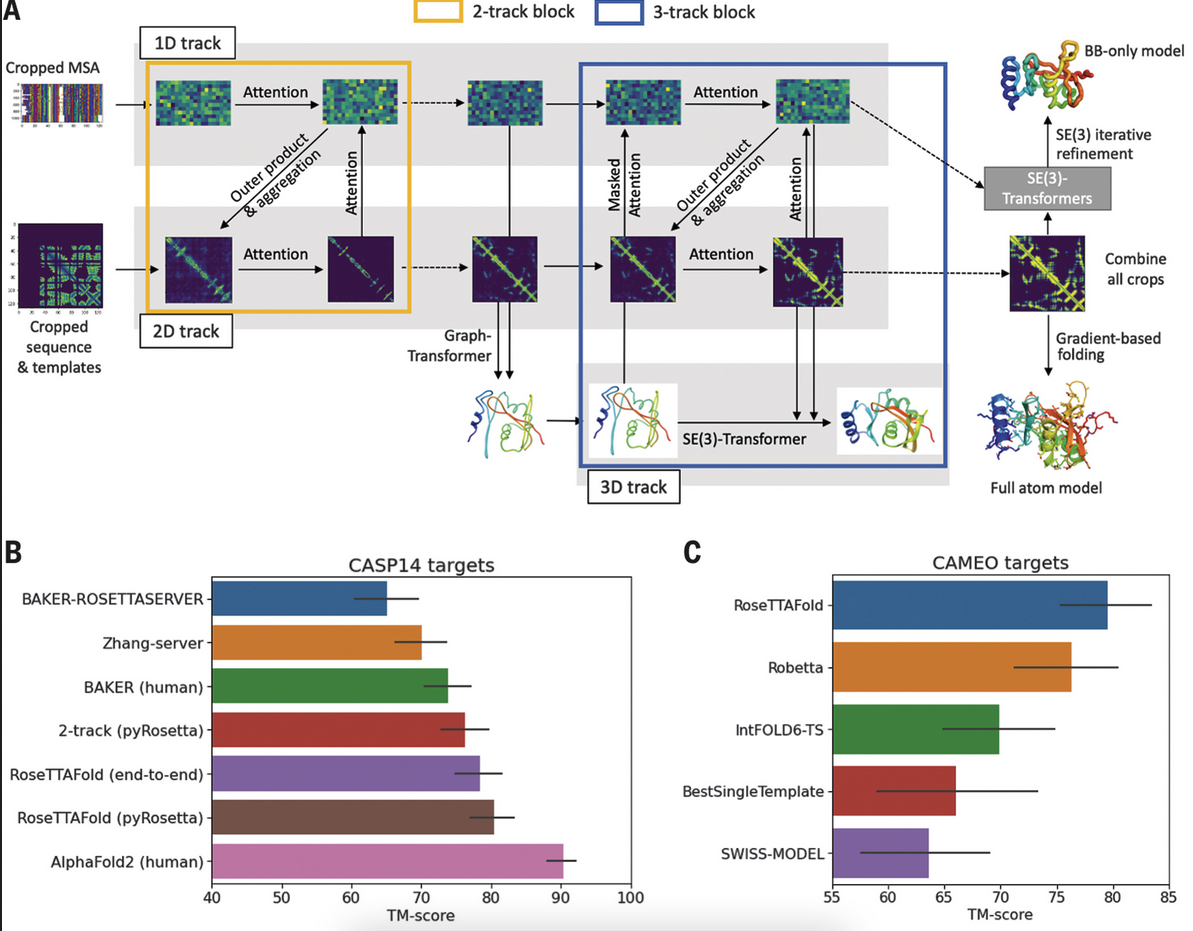 A
2-track block
3-track block
1D track
Cropped MSA
Attention
Attention
BB-only model
Outer product
& aggregation
Attention
Masked
Attention
Outer product
& aggregation
Attention
SE(3) iterative
refinement
SE(3)-
Transformers
Attention
Attention
Combine
all crops
2D track
Cropped
sequence
& templates
Graph-
Transformer
Gradient-based
folding
SE(3)-Transformer
3D track
Full atom model
B
CASP14 targets
BAKER-ROSETTASERVER
Zhang-server
BAKER (human)
2-track (pyRosetta)
RoseTTAFold (end-to-end)
RoseTTAFold (pyRosetta)
AlphaFold2 (human)
40 50 60 70 80 90 100
TM-score
C
CAMEO targets
RoseTTAFold
Robetta
IntFOLD6-TS
BestSingleTemplate
SWISS-MODEL
55 60 65 70 75 80 85
TM-score